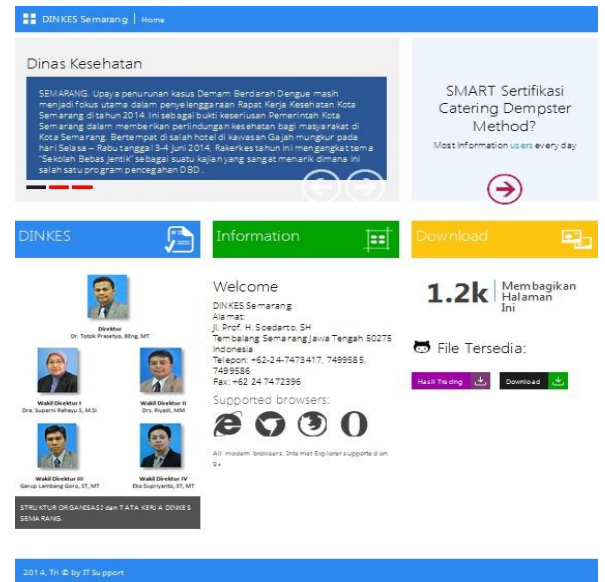 DINKES Semarang | Home
Dinas Kesehatan
SEMARANG. Upaya penurunan kasus Demam Berdarah Dengue masih
menjadi fokus utama dalam penyelenggaraan Rapat Kerja Kesehatan Kota
Semarang di tahun 2014. Ini sebagai bukti keseriusan Pemerintah Kota
Semarang dalam memberikan perlindungan kesehatan bagi masyarakat di
Kota Semarang. Bertempat di salah hotel di kawasan Gajah mungkur pada
hari Selasa – Rabu tanggal 3-4 Juni 2014, Rakerkes tahun ini mengangkat tema
"Sekolah Bebas Jentik" sebagai suatu kajian yang sangat menarik dimana ini
salah satu program pencegahan DBD.
SMART Sertifikasi
Catering Dempster
Method?
Most Information users every day
DINKES
Direktur
Dr. Totok Prasetyo, BEng, MT
Wakil Direktur I
Dra. Suparni Rahayu S, M.Si
Wakil Direktur II
Drs. Riyadi, MM
Wakil Direktur III
Garup Lambang Goro, ST, MT
Wakil Direktur IV
Eko Supriyanto, ST, MT
STRUKTUR ORGANISASI dan TATA KERJA DINKES
SEMARANG.
Information
Welcome
DINKES Semarang
Alamat:
Jl. Prof. H. Soedarto, SH
Tembalang Semarang Jawa Tengah 50275
Indonesia
Telepon: +62-24-7473417, 7499585,
7499586
Fax: +62 24 7472396
Supported browsers:
All modern browsers. Internet Explorer supported on
9+
Download
1.2k
Membagikan
Halaman
Ini
File Tersedia:
Hasil Trading
Download
2014, Tri © by IT Support